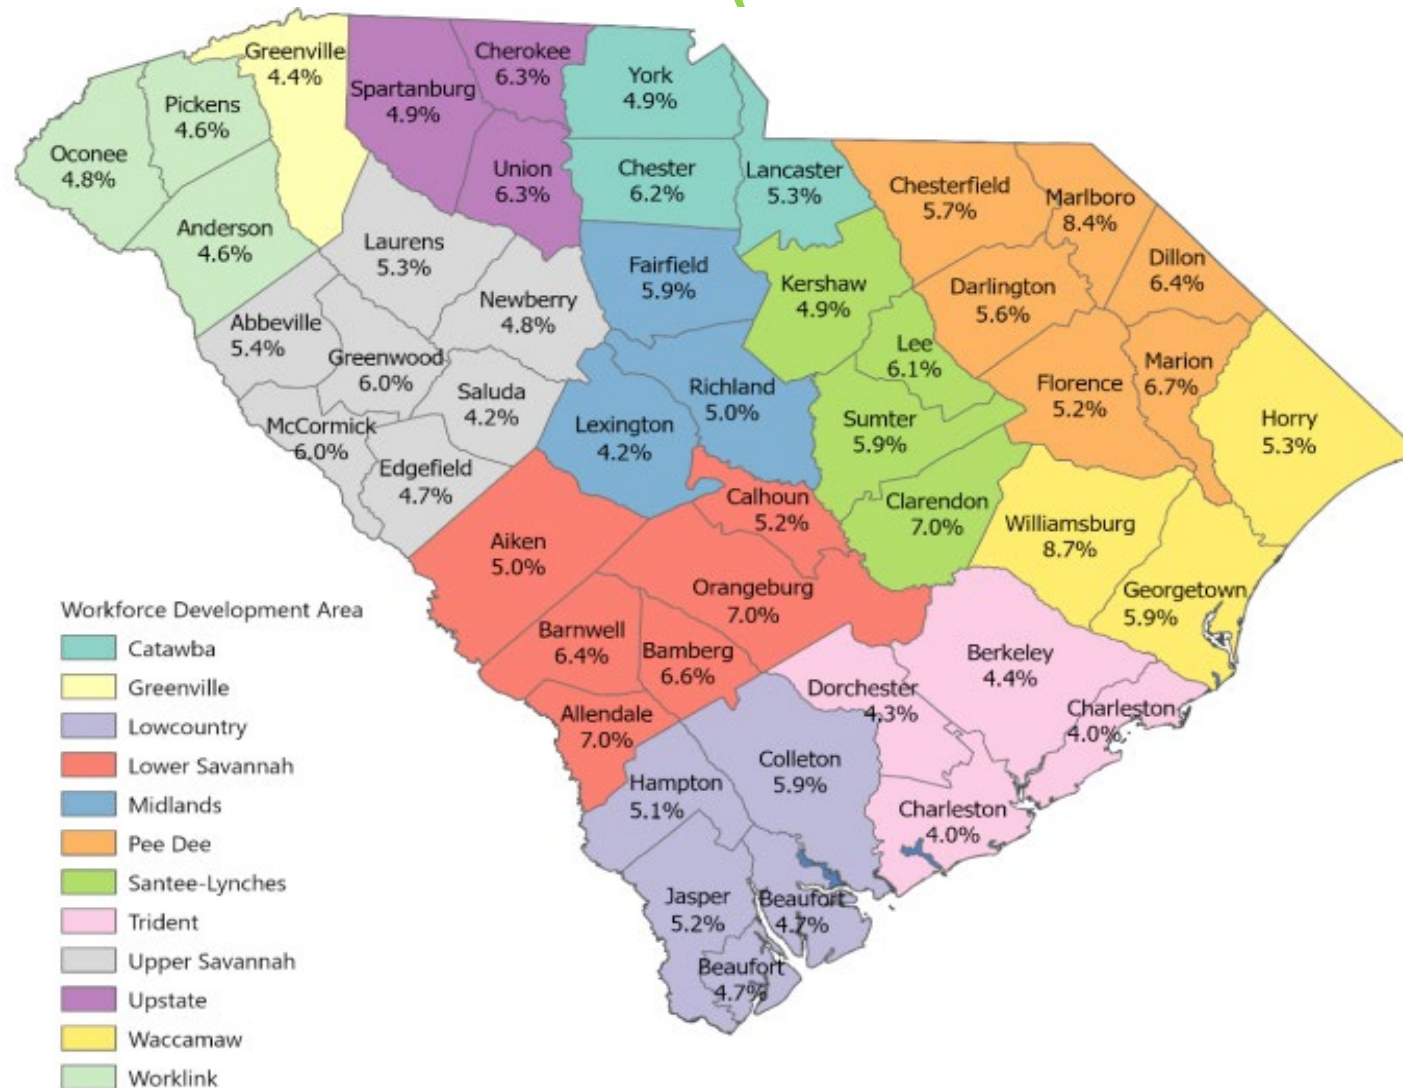 Greenville
4.4%
Cherokee
6.3%
Spartanburg
4.9%
York
4.9%
Pickens
4.6%
Oconee
4.8%
Union
6.3%
Chester
6.2%
Lancaster
5.3%
Chesterfield
5.7%
Marlboro
8.4%
Anderson
4.6%
Laurens
5.3%
Fairfield
5.9%
Kershaw
4.9%
Darlington
5.6%
Dillon
6.4%
Newberry
4.8%
Abbeville
5.4%
Greenwood
6.0%
Lee
6.1%
Marion
6.7%
Saluda
4.2%
Richland
5.0%
Florence
5.2%
McCormick
6.0%
Lexington
4.2%
Sumter
5.9%
Horry
5.3%
Edgefield
4.7%
Calhoun
5.2%
Clarendon
7.0%
Williamsburg
8.7%
Aiken
5.0%
Orangeburg
7.0%
Georgetown
5.9%
Barnwell
6.4%
Bamberg
6.6%
Berkeley
4.4%
Dorchester
4.3%
Charleston
4.0%
Allendale
7.0%
Colleton
5.9%
Hampton
5.1%
Charleston
4.0%
Jasper
5.2%
Beaufort
4.7%
Beaufort
4.7%
Workforce Development Area
Catawba
Greenville
Lowcountry
Lower Savannah
Midlands
Pee Dee
Santee-Lynches
Trident
Upper Savannah
Upstate
Waccamaw
Worklink